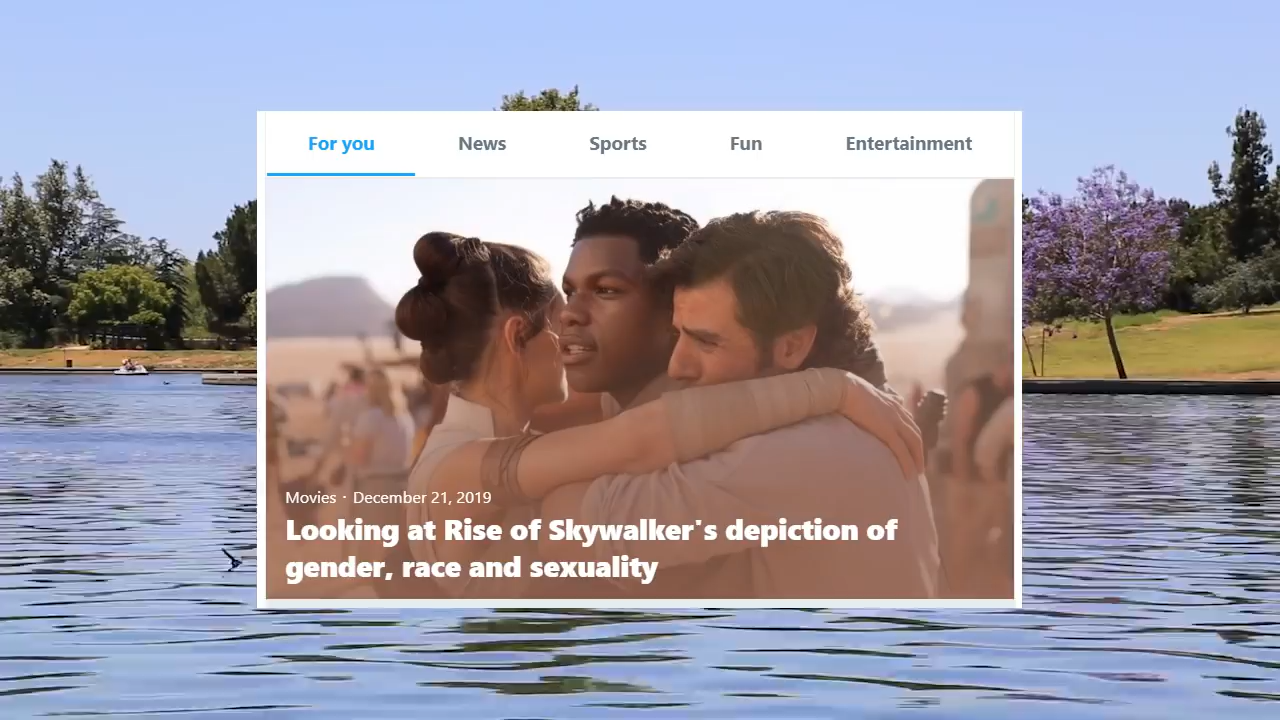 For you News Sports Fun Entertainment
Movies · December 21, 2019
Looking at Rise of Skywalker's depiction of
gender, race and sexuality